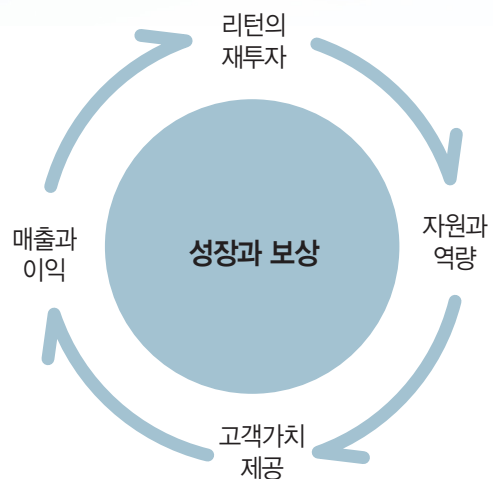 리턴의
재투자
자원과
역량
성장과 보상
매출과
이익
고객가치
제공